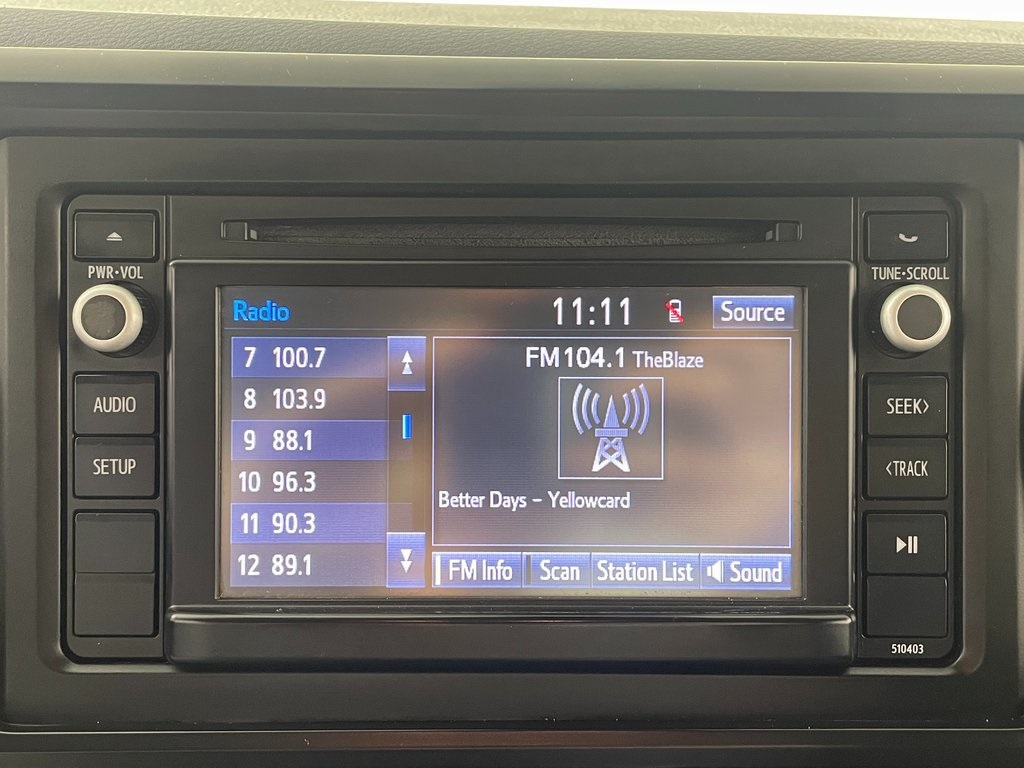 PWR•VOL
AUDIO
SETUP
Radio 11:11 Source
7 100.7
8 103.9
9 88.1
10 96.3
11 90.3
12 89.1
FM104.1 TheBlaze
Better Days - Yellowcard
FM Info Scan Station List Sound
TUNE•SCROLL
SEEK>
<TRACK
510403